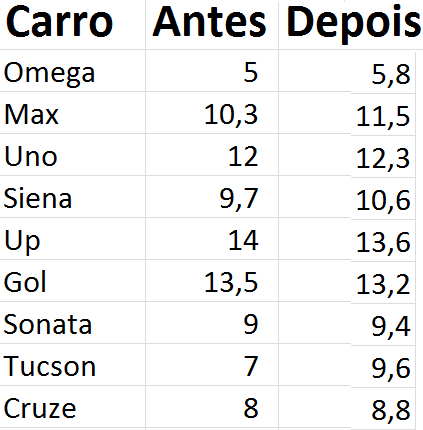 Carro Antes Depois
Omega 5 5,8
Max 10,3 11,5
Uno 12 12,3
Siena 9,7 10,6
Up 14 13,6
Gol 13,5 13,2
Sonata 9 9,4
Tucson 7 9,6
Cruze 8 8,8